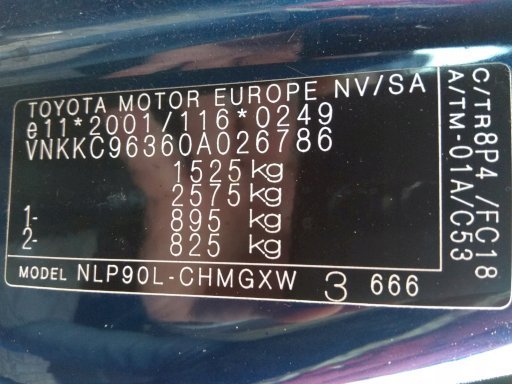 TOYOTA MOTOR EUROPE NV/SA
e11*2001/116*0249
VNKKC96360A026786
1525 kg
2575 kg
1- 895 kg
2- 825 kg
MODEL NLP90L-CHMGXW 3 666
C/TR8P4 /FC18
A/TM-01A/C53